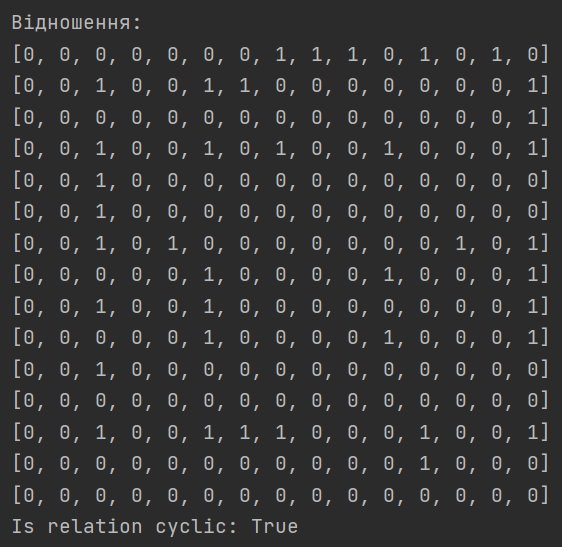 Відношення:
[0, 0, 0, 0, 0, 0, 0, 1, 1, 1, 0, 1, 0, 1, 0]
[0, 0, 1, 0, 0, 1, 1, 0, 0, 0, 0, 0, 0, 0, 1]
[0, 0, 0, 0, 0, 0, 0, 0, 0, 0, 0, 0, 0, 0, 1]
[0, 0, 1, 0, 0, 1, 0, 1, 0, 0, 1, 0, 0, 0, 1]
[0, 0, 1, 0, 0, 0, 0, 0, 0, 0, 0, 0, 0, 0, 0]
[0, 0, 1, 0, 0, 0, 0, 0, 0, 0, 0, 0, 0, 0, 0]
[0, 0, 1, 0, 1, 0, 0, 0, 0, 0, 0, 0, 1, 0, 1]
[0, 0, 0, 0, 0, 1, 0, 0, 0, 0, 1, 0, 0, 0, 1]
[0, 0, 1, 0, 0, 1, 0, 0, 0, 0, 0, 0, 0, 0, 1]
[0, 0, 0, 0, 0, 1, 0, 0, 0, 0, 1, 0, 0, 0, 1]
[0, 0, 1, 0, 0, 0, 0, 0, 0, 0, 0, 0, 0, 0, 0]
[0, 0, 0, 0, 0, 0, 0, 0, 0, 0, 0, 0, 0, 0, 0]
[0, 0, 1, 0, 0, 1, 1, 1, 0, 0, 0, 1, 0, 0, 1]
[0, 0, 0, 0, 0, 0, 0, 0, 0, 0, 0, 1, 0, 0, 0]
[0, 0, 0, 0, 0, 0, 0, 0, 0, 0, 0, 0, 0, 0, 0]
Is relation cyclic: True